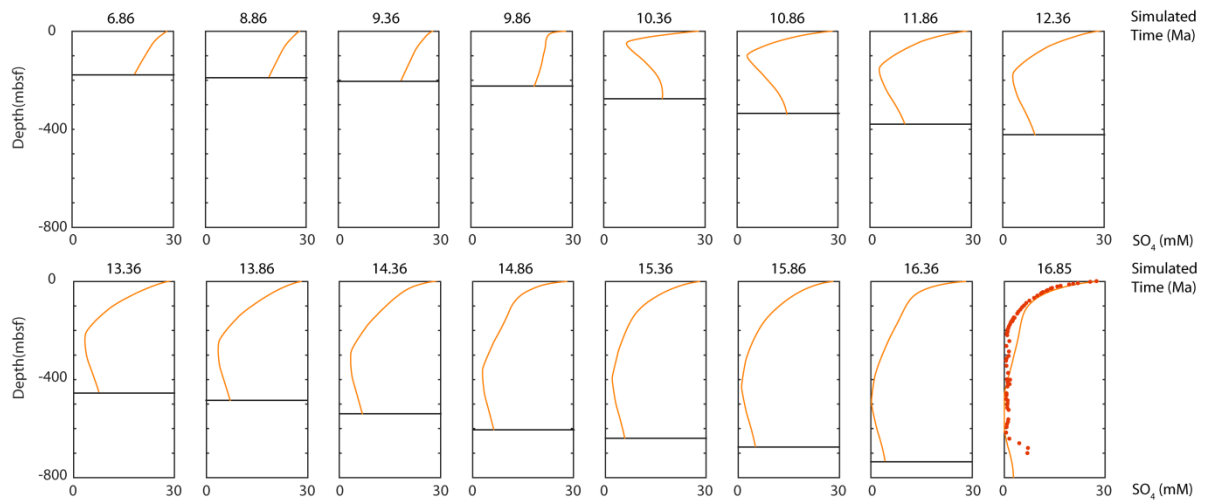 6.86 8.86 9.36 9.86 10.36 10.86 11.86 12.36 Simulated
Time (Ma)
0
-400
-800
Depth(mbsf)
0 30 0 30 0 30 0 30 0 30 0 30 0 30 0 30 SO₄ (mM)
13.36 13.86 14.36 14.86 15.36 15.86 16.36 16.85 Simulated
Time (Ma)
0
-400
-800
Depth(mbsf)
0 30 0 30 0 30 0 30 0 30 0 30 0 30 0 30 SO₄ (mM)